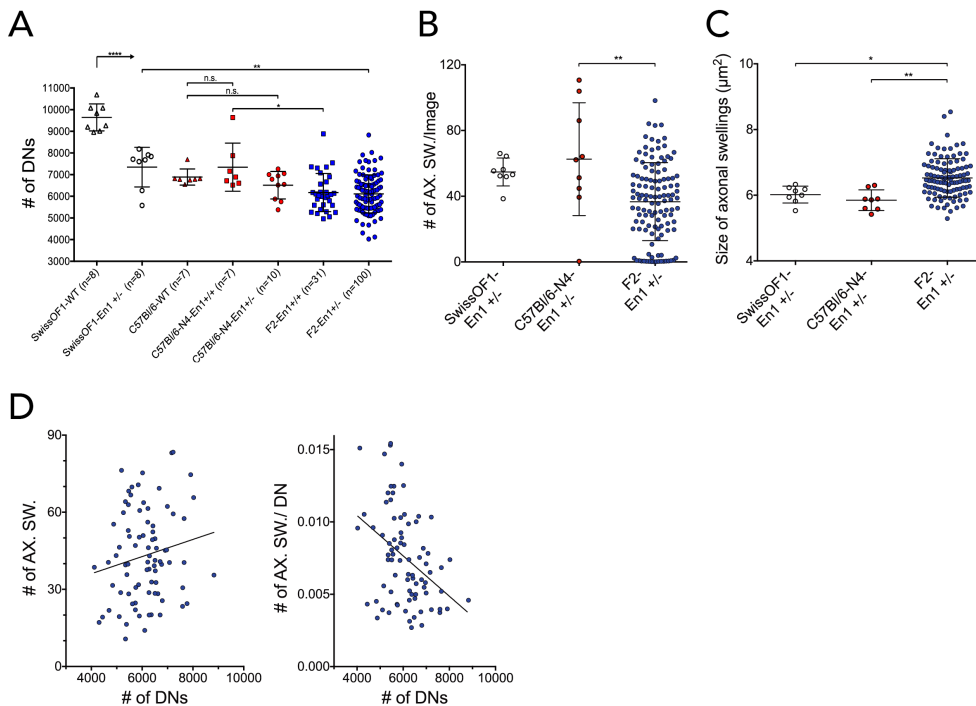 A
B
C
****
**
n.s.
n.s.
*
# of DNs
11000
10000
9000
8000
7000
6000
5000
4000
3000
SwissOF1-WT (n=8)
SwissOF1-En1 +/- (n=8)
C57Bl/6-WT (n=7)
C57Bl/6-N4-En1+/+ (n=7)
C57Bl/6-N4-En1+/- (n=10)
F2-En1+/+ (n=31)
F2-En1+/- (n=100)
**
# of AX. SW./Image
120
80
40
0
SwissOF1-
En1 +/-
C57Bl/6-N4-
En1 +/-
F2-
En1 +/-
*
**
Size of axonal swellings (µm²)
10
9
8
7
6
5
4
SwissOF1-
En1 +/-
C57Bl/6-N4-
En1 +/-
F2-
En1 +/-
D
# of AX. SW.
90
60
30
0
4000 6000 8000 10000
# of DNs
# of AX. SW./ DN
0.015
0.010
0.005
0.000
4000 6000 8000 10000
# of DNs